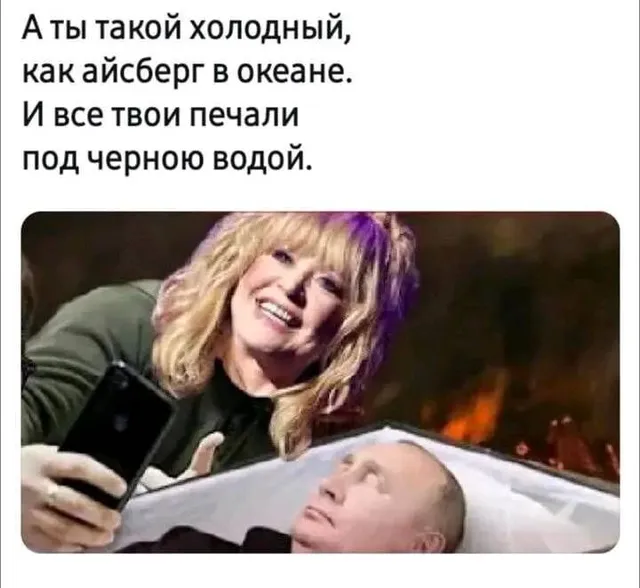 А ты такой холодный,
как айсберг в океане.
И все твои печали
под черною водой.